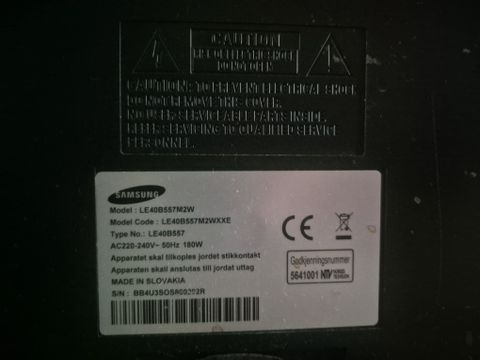 CAUTION
RISK OF ELECTRIC SHOCK
DO NOT OPEN
CAUTION: TO PREVENT ELECTRICAL SHOCK,
DO NOT REMOVE THIS COVER.
NO USER SERVICEABLE PARTS INSIDE.
REFER SERVICING TO QUALIFIED SERVICE
PERSONNEL.
SAMSUNG
Model : LE40B557M2W
Model Code : LE40B557M2WXXE
Type No.: LE40B557
AC220-240V~ 50Hz 180W
Apparatet skal tilkoples jordet stikkontakt
Apparaten skall anslutas till jordat uttag
MADE IN SLOVAKIA
S/N :
CE
Godkjenningsnummer
5641001 NTV NORGES TELEVISJON